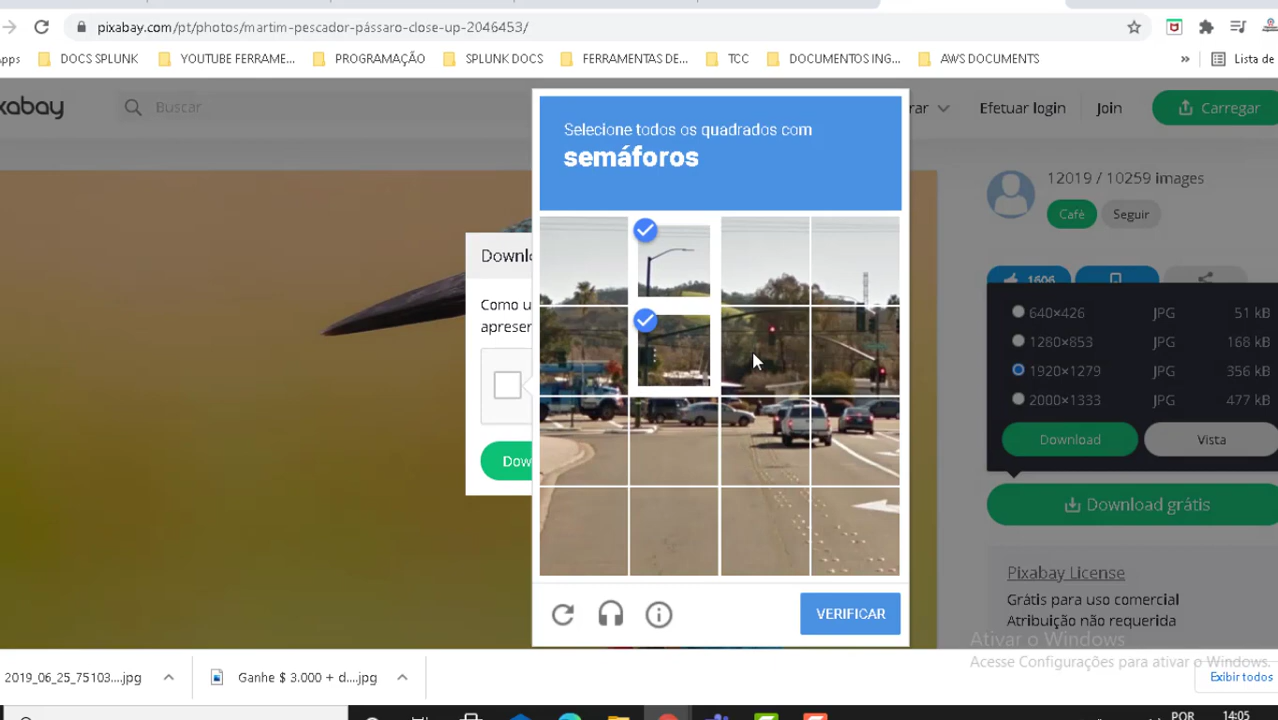 pixabay.com/pt/photos/martim-pescador-pássaro-close-up-2046453/
Apps DOCS SPLUNK YOUTUBE FERRAME... PROGRAMAÇÃO SPLUNK DOCS FERRAMENTAS DE... TCC DOCUMENTOS ING... AWS DOCUMENTS » Lista de
xabay Buscar rar Efetuar login Join Carregar
Selecione todos os quadrados com
semáforos
12019 / 10259 images
Café Seguir
Downlo
Como u
apresen
1606
640×426 JPG 51 kB
1280×853 JPG 168 kB
1920×1279 JPG 356 kB
2000×1333 JPG 477 kB
Download Vista
Dow
Download grátis
Pixabay License
Grátis para uso comercial
Atribuição não requerida
VERIFICAR
Ativar o Windows
Acesse Configurações para ativar o Windows.
2019_06_25_75103....jpg Ganhe $ 3.000 + d....jpg Exibir todos
POR 14:05